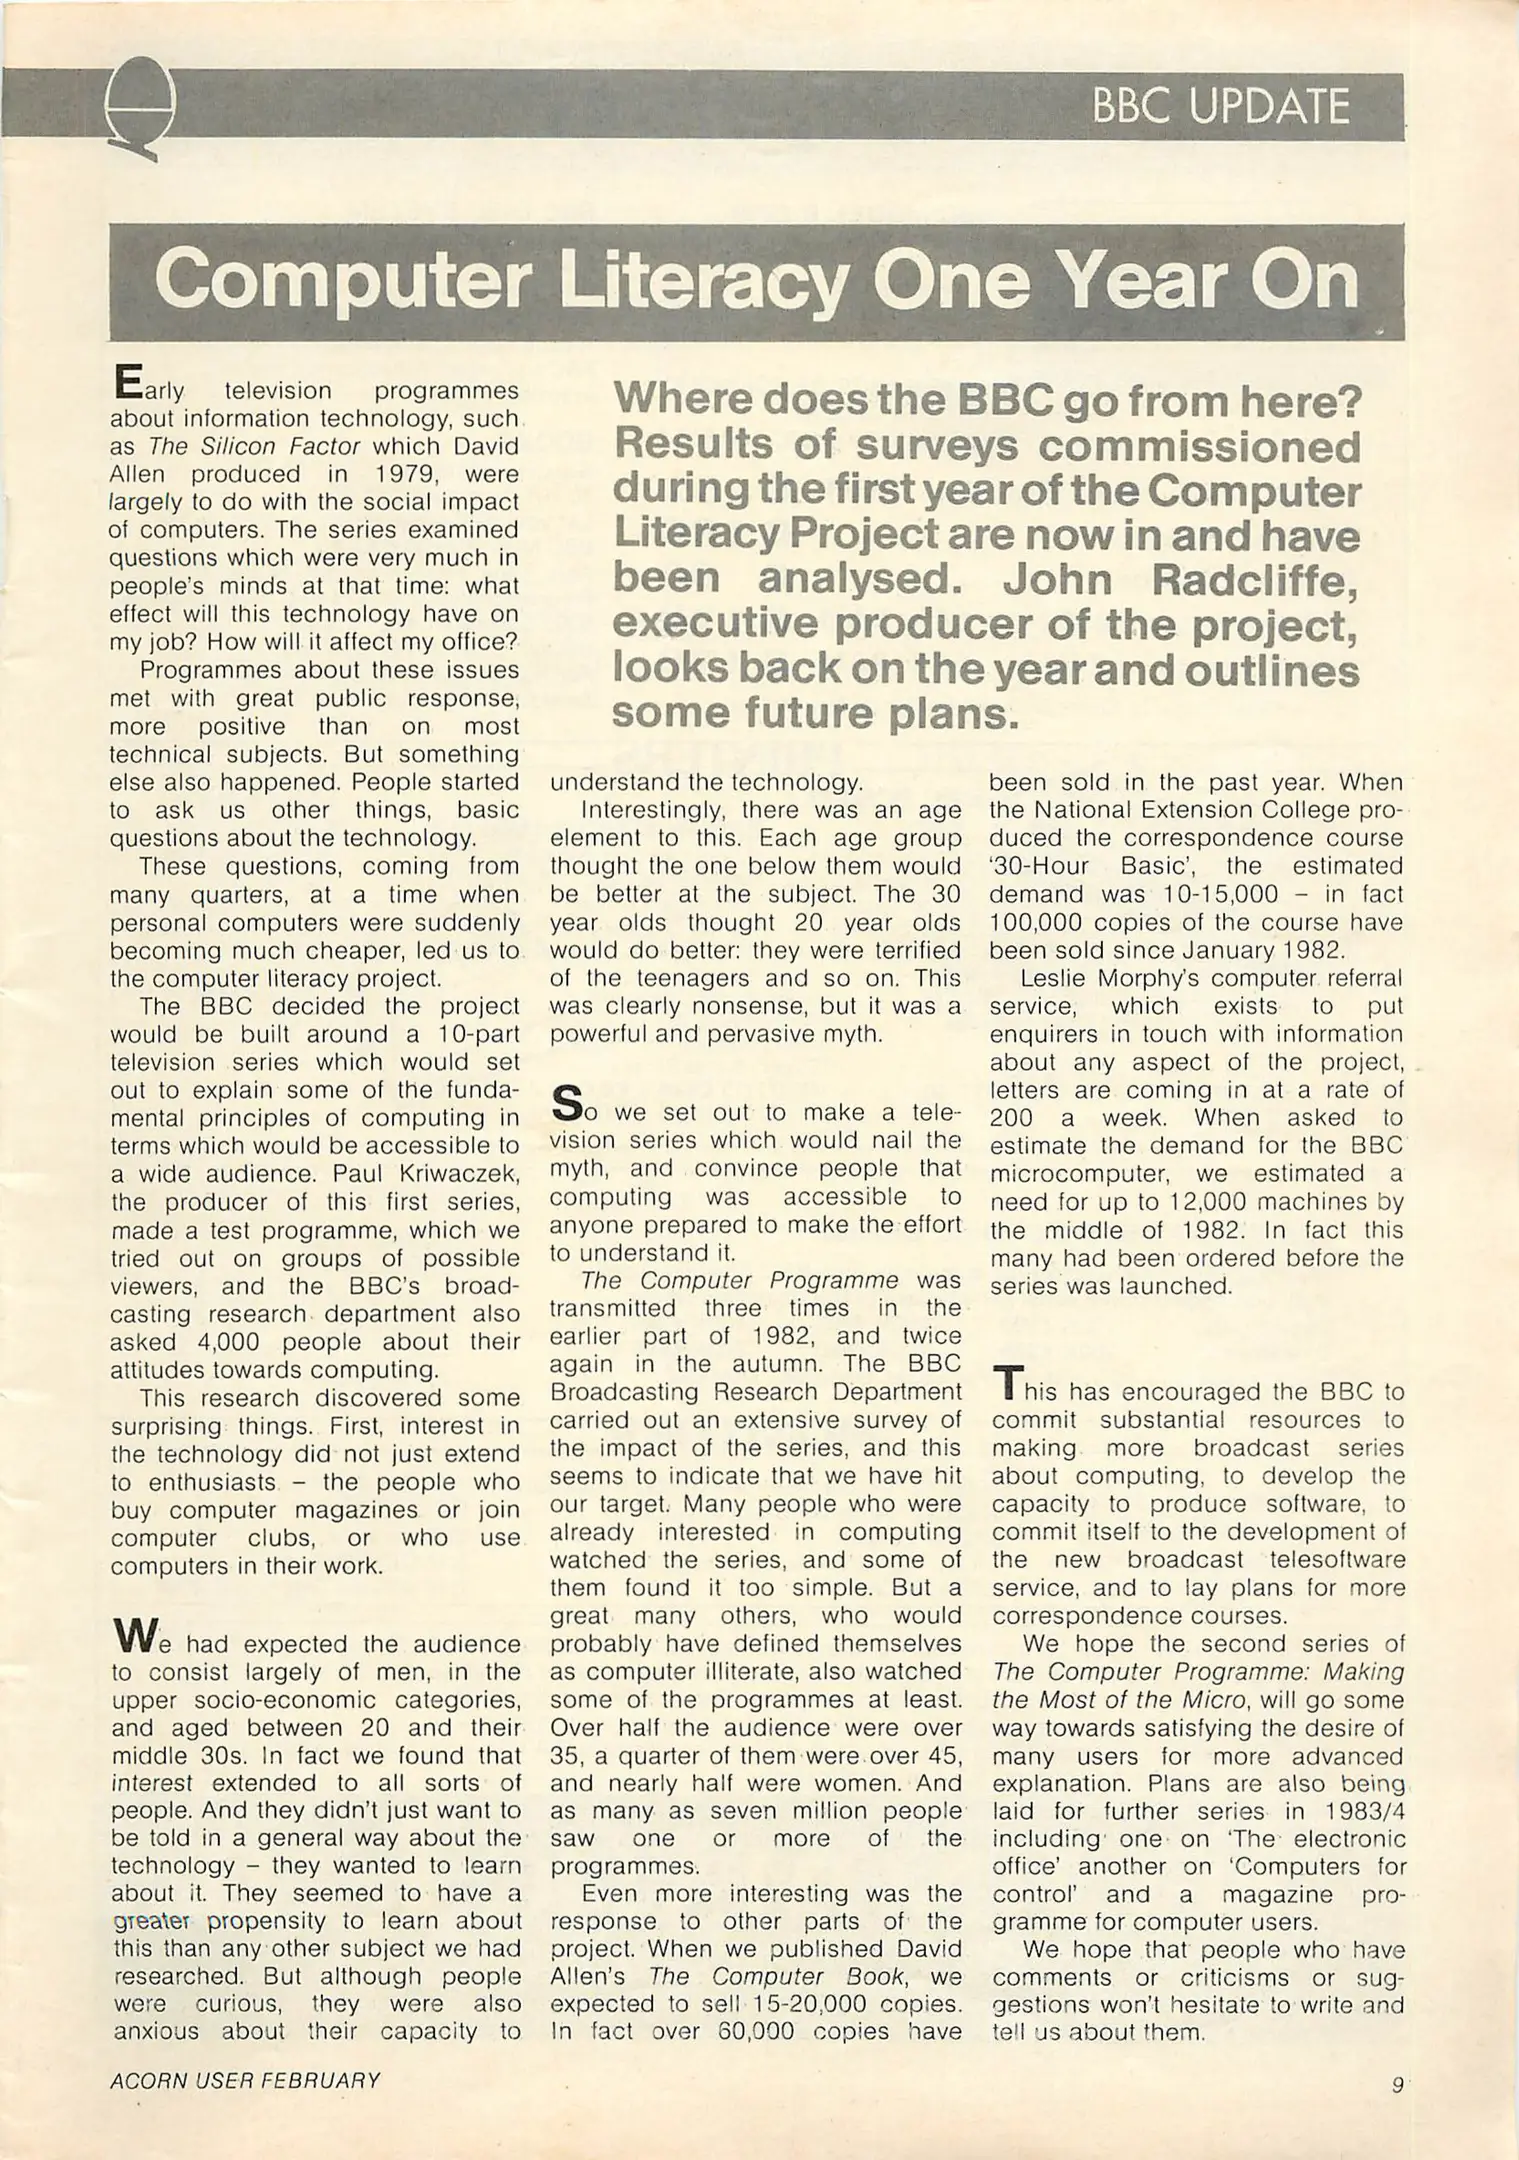 BBC UPDATE
Computer Literacy One Year On
Early television programmes
about information technology, such
as The Silicon Factor which David
Allen produced in 1979, were
largely to do with the social impact
of computers. The series examined
questions which were very much in
people's minds at that time: what
effect will this technology have on
my job? How will it affect my office?
Programmes about these issues
met with great public response,
more positive than on most
technical subjects. But something
else also happened. People started
to ask us other things, basic
questions about the technology.
These questions, coming from
many quarters, at a time when
personal computers were suddenly
becoming much cheaper, led us to
the computer literacy project.
The BBC decided the project
would be built around a 10-part
television series which would set
out to explain some of the funda-
mental principles of computing in
terms which would be accessible to
a wide audience. Paul Kriwaczek,
the producer of this first series,
made a test programme, which we
tried out on groups of possible
viewers, and the BBC's broad-
casting research department also
asked 4,000 people about their
attitudes towards computing.
This research discovered some
surprising things. First, interest in
the technology did not just extend
to enthusiasts – the people who
buy computer magazines or join
computer clubs, or who use
computers in their work.
We had expected the audience
to consist largely of men, in the
upper socio-economic categories,
and aged between 20 and their
middle 30s. In fact we found that
interest extended to all sorts of
people. And they didn't just want to
be told in a general way about the
technology – they wanted to learn
about it. They seemed to have a
greater propensity to learn about
this than any other subject we had
researched. But although people
were curious, they were also
anxious about their capacity to
Where does the BBC go from here?
Results of surveys commissioned
during the first year of the Computer
Literacy Project are now in and have
been analysed. John Radcliffe,
executive producer of the project,
looks back on the year and outlines
some future plans.
understand the technology.
Interestingly, there was an age
element to this. Each age group
thought the one below them would
be better at the subject. The 30
year olds thought 20 year olds
would do better: they were terrified
of the teenagers and so on. This
was clearly nonsense, but it was a
powerful and pervasive myth.
So we set out to make a tele-
vision series which would nail the
myth, and convince people that
computing was accessible to
anyone prepared to make the effort
to understand it.
The Computer Programme was
transmitted three times in the
earlier part of 1982, and twice
again in the autumn. The BBC
Broadcasting Research Department
carried out an extensive survey of
the impact of the series, and this
seems to indicate that we have hit
our target. Many people who were
already interested in computing
watched the series, and some of
them found it too simple. But a
great many others, who would
probably have defined themselves
as computer illiterate, also watched
some of the programmes at least.
Over half the audience were over
35, a quarter of them were over 45,
and nearly half were women. And
as many as seven million people
saw one or more of the
programmes.
Even more interesting was the
response to other parts of the
project. When we published David
Allen's The Computer Book, we
expected to sell 15-20,000 copies.
In fact over 60,000 copies have
been sold in the past year. When
the National Extension College pro-
duced the correspondence course
'30-Hour Basic', the estimated
demand was 10-15,000 – in fact
100,000 copies of the course have
been sold since January 1982.
Leslie Morphy's computer referral
service, which exists to put
enquirers in touch with information
about any aspect of the project,
letters are coming in at a rate of
200 a week. When asked to
estimate the demand for the BBC
microcomputer, we estimated a
need for up to 12,000 machines by
the middle of 1982. In fact this
many had been ordered before the
series was launched.
This has encouraged the BBC to
commit substantial resources to
making more broadcast series
about computing, to develop the
capacity to produce software, to
commit itself to the development of
the new broadcast telesoftware
service, and to lay plans for more
correspondence courses.
We hope the second series of
The Computer Programme: Making
the Most of the Micro, will go some
way towards satisfying the desire of
many users for more advanced
explanation. Plans are also being
laid for further series in 1983/4
including one on 'The electronic
office' another on 'Computers for
control' and a magazine pro-
gramme for computer users.
We hope that people who have
comments or criticisms or sug-
gestions won't hesitate to write and
tell us about them.
ACORN USER FEBRUARY
9